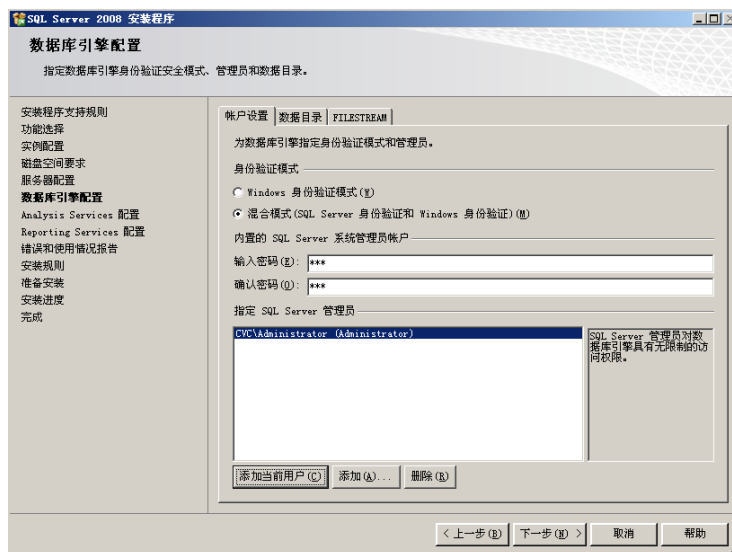 SQL Server 2008 安装程序
数据库引擎配置
指定数据库引擎身份验证安全模式、管理员和数据目录。
安装程序支持规则
功能选择
实例配置
磁盘空间要求
服务器配置
数据库引擎配置
Analysis Services 配置
Reporting Services 配置
错误和使用情况报告
安装规则
准备安装
安装进度
完成
帐户设置 数据目录 FILESTREAM
为数据库引擎指定身份验证模式和管理员。
身份验证模式
Windows 身份验证模式(W)
混合模式(SQL Server 身份验证和 Windows 身份验证)(M)
内置的 SQL Server 系统管理员帐户
输入密码(E): ***
确认密码(O): ***
指定 SQL Server 管理员
CVC\Administrator (Administrator)
SQL Server 管理员对数
据库引擎具有无限制的访
问权限。
添加当前用户(C) 添加(A)... 删除(R)
< 上一步(B) 下一步(N) > 取消 帮助